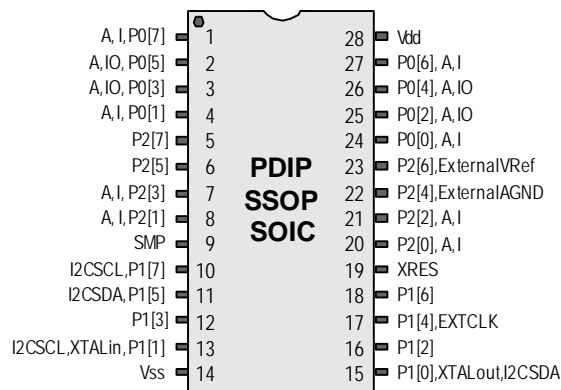 A, I,P0[7] 1 28 Vdd
A, IO, P0[5] 2 27 P0[6], A, I
A, IO, P0[3] 3 26 P0[4], A, IO
A, I,P0[1] 4 25 P0[2], A, IO
P2[7] 5 24 P0[0], A, I
P2[5] 6 PDIP 23 P2[6],ExternalVRef
A, I,P2[3] 7 SSOP 22 P2[4],ExternalAGND
A, I,P2[1] 8 SOIC 21 P2[2], A, I
SMP 9 20 P2[0], A, I
I2CSCL,P1[7] 10 19 XRES
I2CSDA,P1[5] 11 18 P1[6]
P1[3] 12 17 P1[4],EXTCLK
I2CSCL,XTALin,P1[1] 13 16 P1[2]
Vss 14 15 P1[0],XTALout,I2CSDA